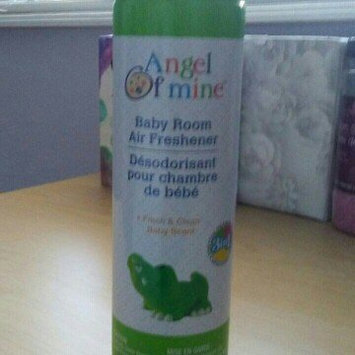 Angel
Of mine
Baby Room
Air Freshener
Désodorisant
pour chambre
de bébé
Fresh & Clean
Baby Scent